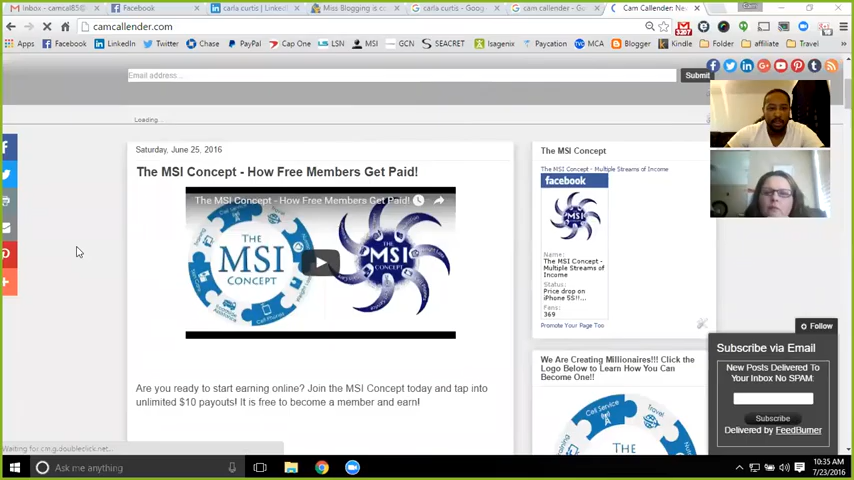 Inbox - camcal85@
Facebook
carla curtis | Linked
Miss Blogging is c
carla curtis - Goog
cam callender - Gu
Cam Callender: Ne
camcallender.com
Facebook
LinkedIn
Twitter
Chase
PayPal
Cap One
LSN
MSI
GCN
SEACRET
Isagenix
Paycation
MCA
Blogger
Kindle
Folder
affiliate
Travel
Email address...
Submit
Loading...
Saturday, June 25, 2016
The MSI Concept - How Free Members Get Paid!
The MSI Concept - How Free Members Get Paid!
THE
MSI
CONCEPT
THE
MSI
CONCEPT
Are you ready to start earning online? Join the MSI Concept today and tap into
unlimited $10 payouts! It is free to become a member and earn!
The MSI Concept
The MSI Concept - Multiple Streams of Income
facebook
MSI
Name:
The MSI Concept -
Multiple Streams of
Income
Status:
Price drop on
iPhone 5S!!...
Fans:
369
Promote Your Page Too
We Are Creating Millionaires!!! Click the
Logo Below to Learn How You Can
Become One!!
Cell Service
Travel
THE
Follow
Subscribe via Email
New Posts Delivered To
Your Inbox No SPAM:
Subscribe
Delivered by FeedBurner
Waiting for cm.g.doubleclick.net...
Ask me anything
10:35 AM
7/23/2016